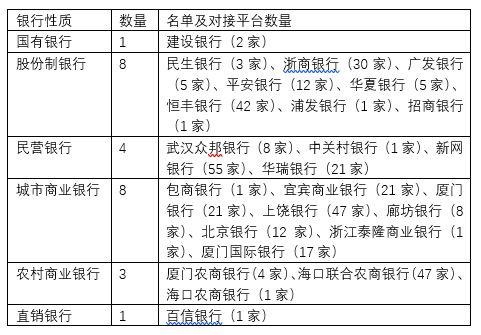 银行性质 数量 名单及对接平台数量
国有银行 1 建设银行（2 家）
股份制银行 8 民生银行（3 家）、浙商银行（30 家）、广发银行
（5 家）、平安银行（12 家）、华夏银行（5 家）、
恒丰银行（42 家）、浦发银行（1 家）、招商银行
（1 家）
民营银行 4 武汉众邦银行（8 家）、中关村银行（1 家）、新网
银行（55 家）、华瑞银行（21 家）
城市商业银行 8 包商银行（1 家）、宜宾商业银行（21 家）、厦门
银行（21 家）、上饶银行（47 家）、廊坊银行（8
家）、北京银行（12 家）、浙江泰隆商业银行（1
家）、厦门国际银行（17 家）
农村商业银行 3 厦门农商银行（4 家）、海口联合农商银行（47 家）、
海口农商银行（1 家）
直销银行 1 百信银行（1 家）